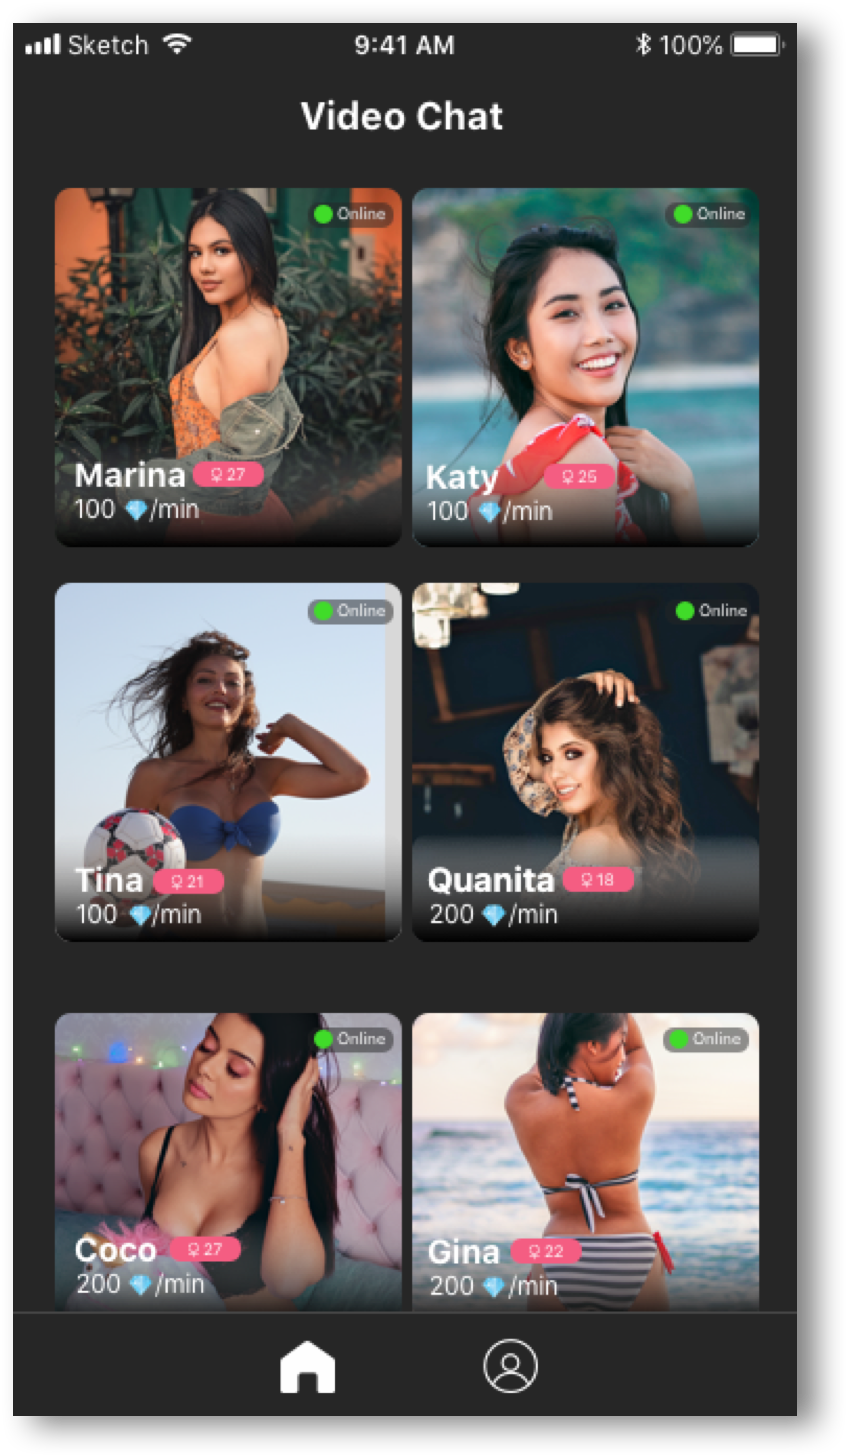 Sketch 9:41 AM 100%
Video Chat
Online Online
Marina ♀ 27 Katy ♀ 25
100 💎/min 100 💎/min
Online Online
Tina ♀ 21 Quanita ♀ 18
100 💎/min 200 💎/min
Online Online
Coco ♀ 27 Gina ♀ 22
200 💎/min 200 💎/min